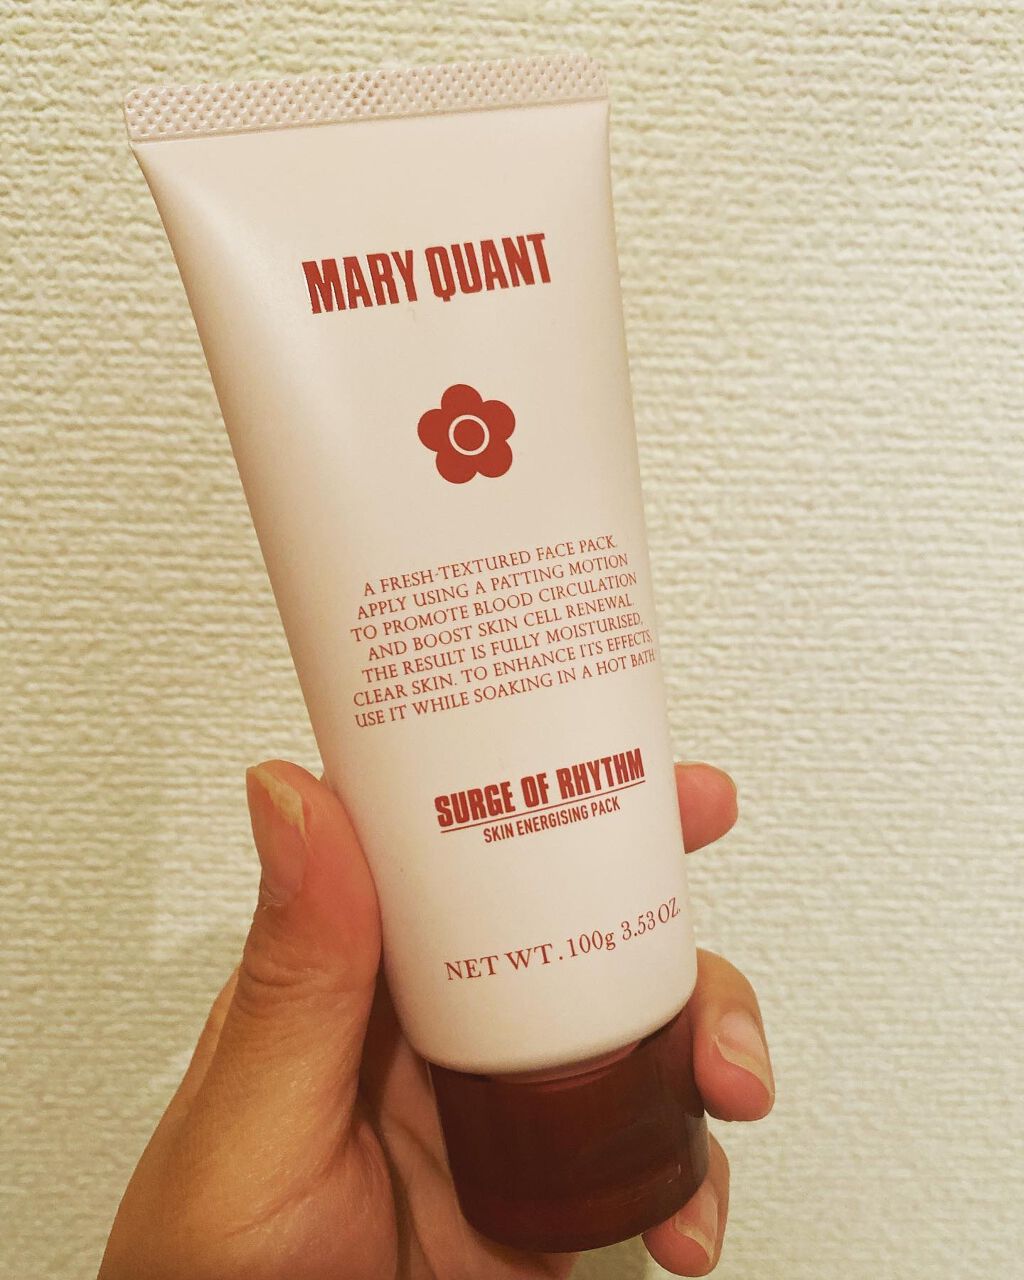 MARY QUANT
A FRESH-TEXTURED FACE PACK.
APPLY USING A PATTING MOTION
TO PROMOTE BLOOD CIRCULATION
AND BOOST SKIN CELL RENEWAL.
THE RESULT IS FULLY MOISTURISED,
CLEAR SKIN. TO ENHANCE ITS EFFECTS,
USE IT WHILE SOAKING IN A HOT BATH
SURGE OF RHYTHM
SKIN ENERGISING PACK
NET WT. 100g 3.53 OZ.